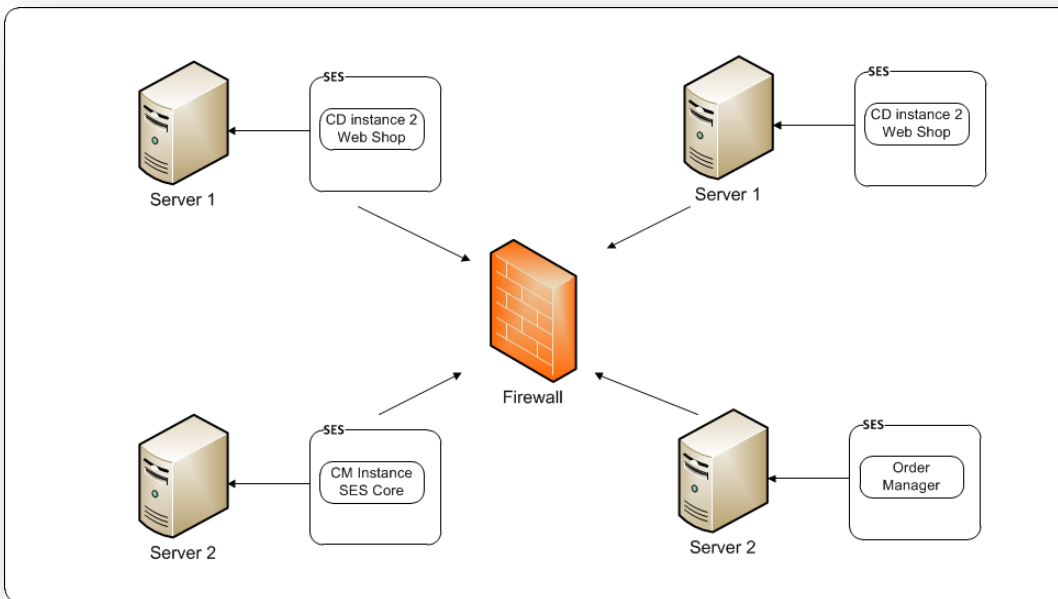 SES
CD instance 2
Web Shop
Server 1
SES
CD instance 2
Web Shop
Server 1
Firewall
SES
CM Instance
SES Core
Server 2
SES
Order
Manager
Server 2